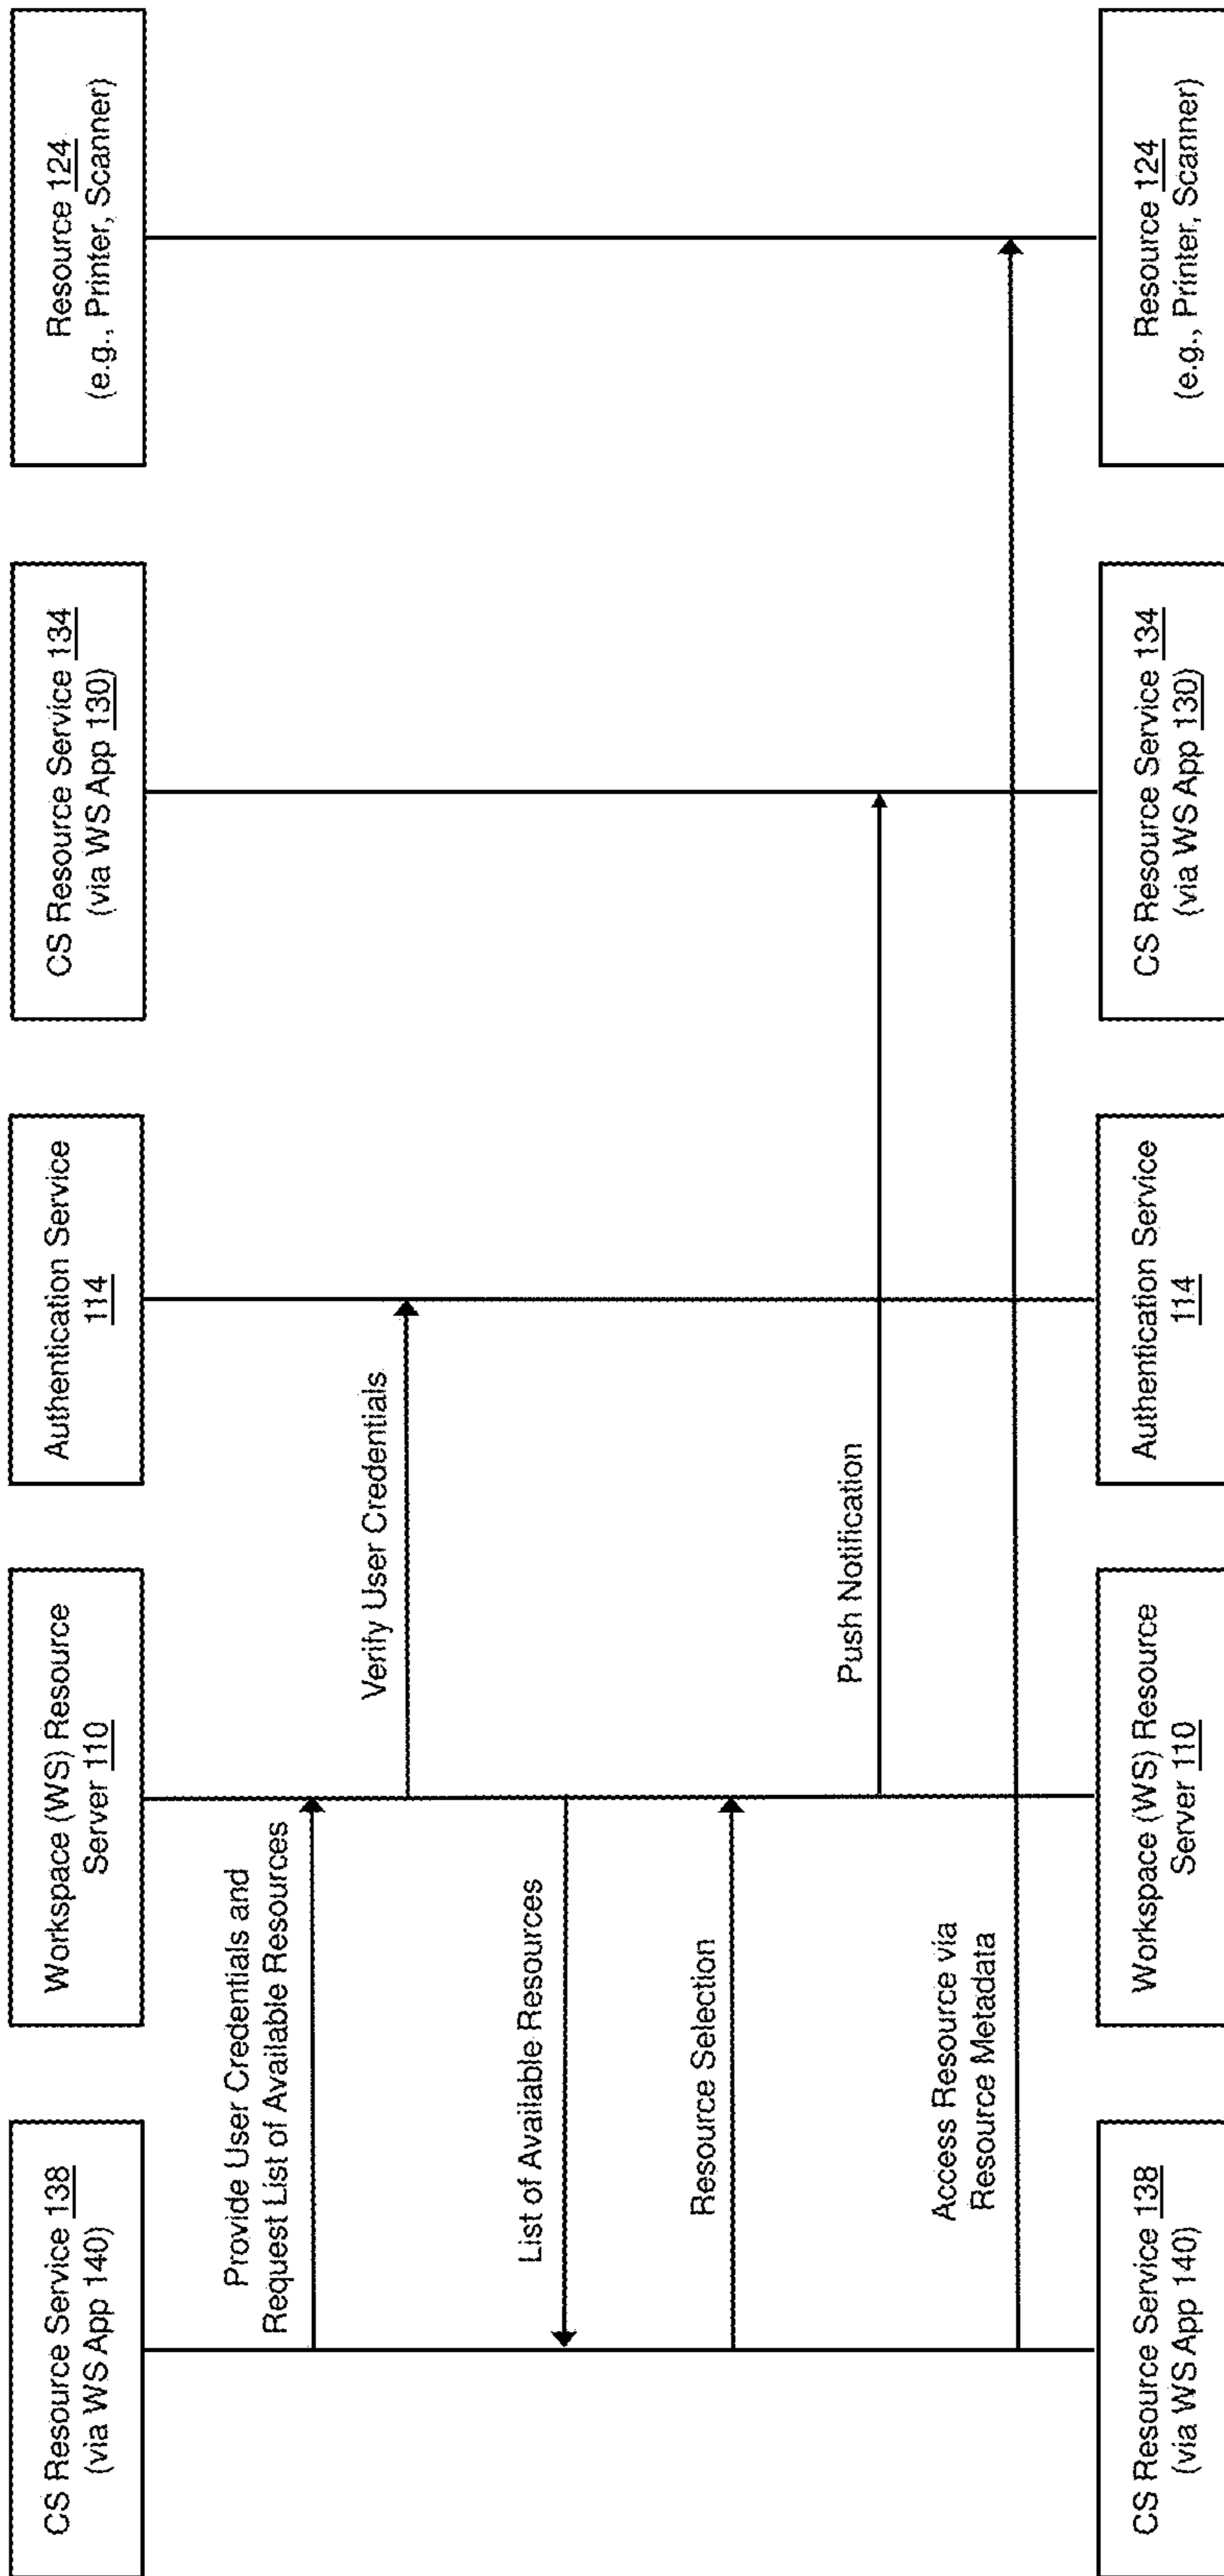 CS Resource Service 138
(via WS App 140)
Workspace (WS) Resource
Server 110
Authentication Service
114
CS Resource Service 134
(via WS App 130)
Resource 124
(e.g., Printer, Scanner)
Provide User Credentials and
Request List of Available Resources
Verify User Credentials
List of Available Resources
Resource Selection
Push Notification
Access Resource via
Resource Metadata
CS Resource Service 138
(via WS App 140)
Workspace (WS) Resource
Server 110
Authentication Service
114
CS Resource Service 134
(via WS App 130)
Resource 124
(e.g., Printer, Scanner)